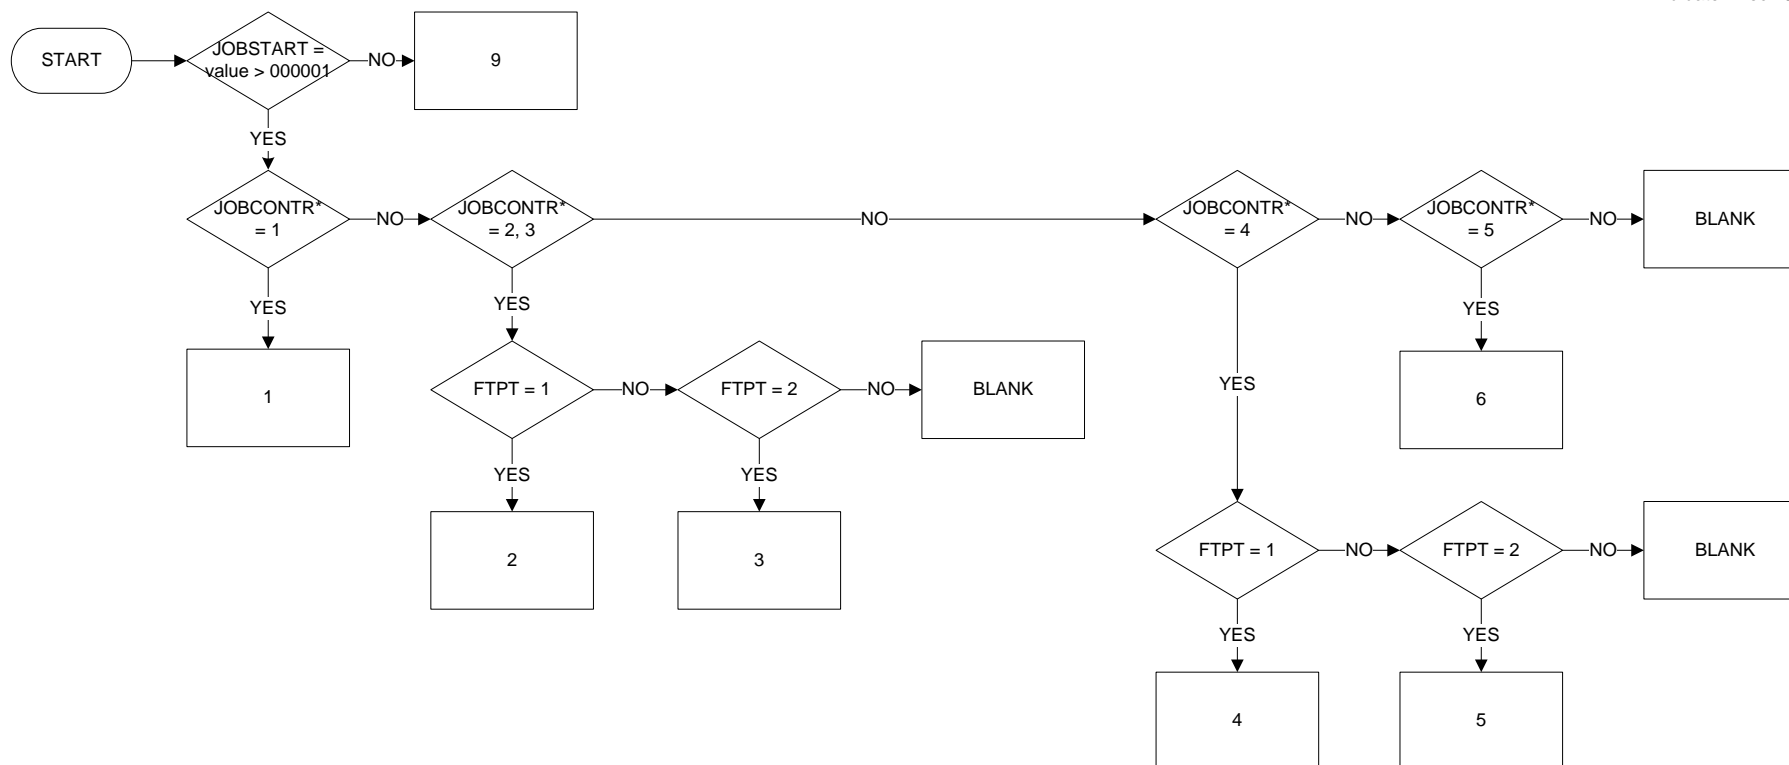 START
JOBSTART =
value > 000001
NO
9
YES
JOBCONTR*
= 1
NO
JOBCONTR*
= 2, 3
NO
JOBCONTR*
= 4
NO
JOBCONTR*
= 5
NO
BLANK
YES
YES
YES
YES
1
FTPT = 1
NO
FTPT = 2
NO
BLANK
6
YES
YES
2
3
FTPT = 1
NO
FTPT = 2
NO
BLANK
YES
YES
4
5